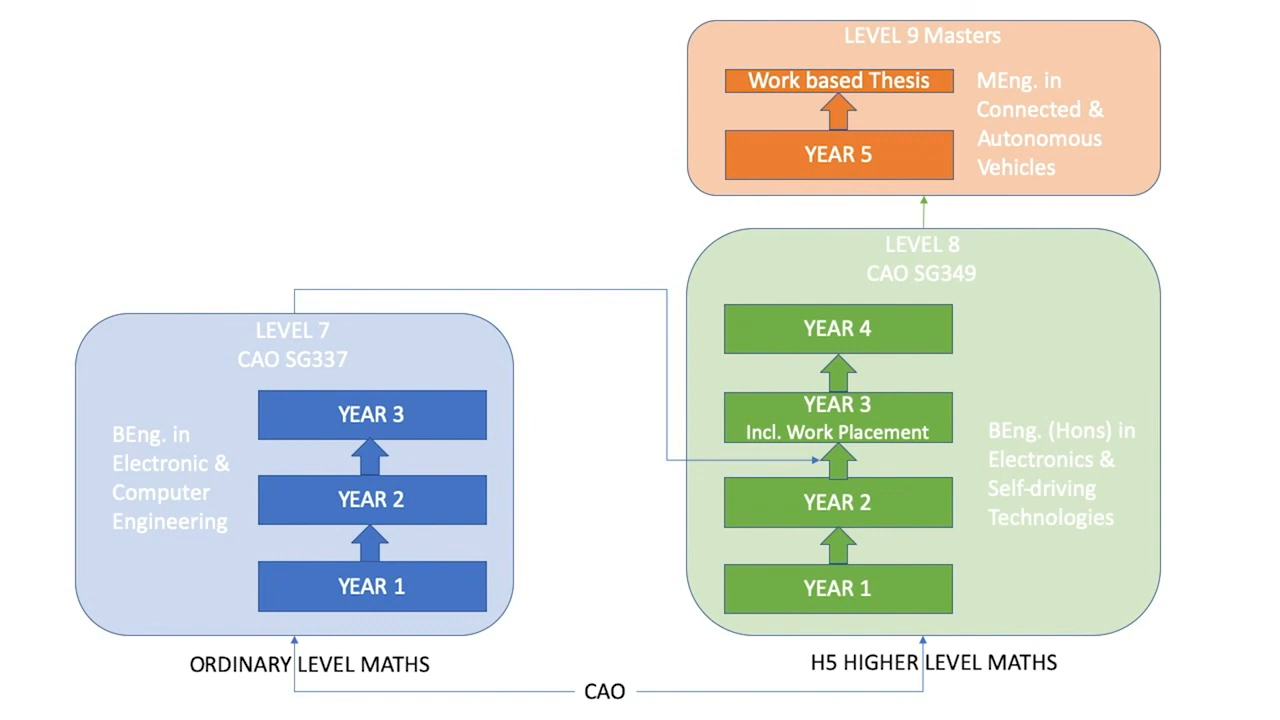 LEVEL 9 Masters
Work based Thesis
YEAR 5
MEng. in
Connected &
Autonomous
Vehicles
LEVEL 8
CAO SG349
YEAR 4
YEAR 3
Incl. Work Placement
YEAR 2
YEAR 1
BEng. (Hons) in
Electronics &
Self-driving
Technologies
LEVEL 7
CAO SG337
YEAR 3
YEAR 2
YEAR 1
BEng. in
Electronic &
Computer
Engineering
ORDINARY LEVEL MATHS
H5 HIGHER LEVEL MATHS
CAO